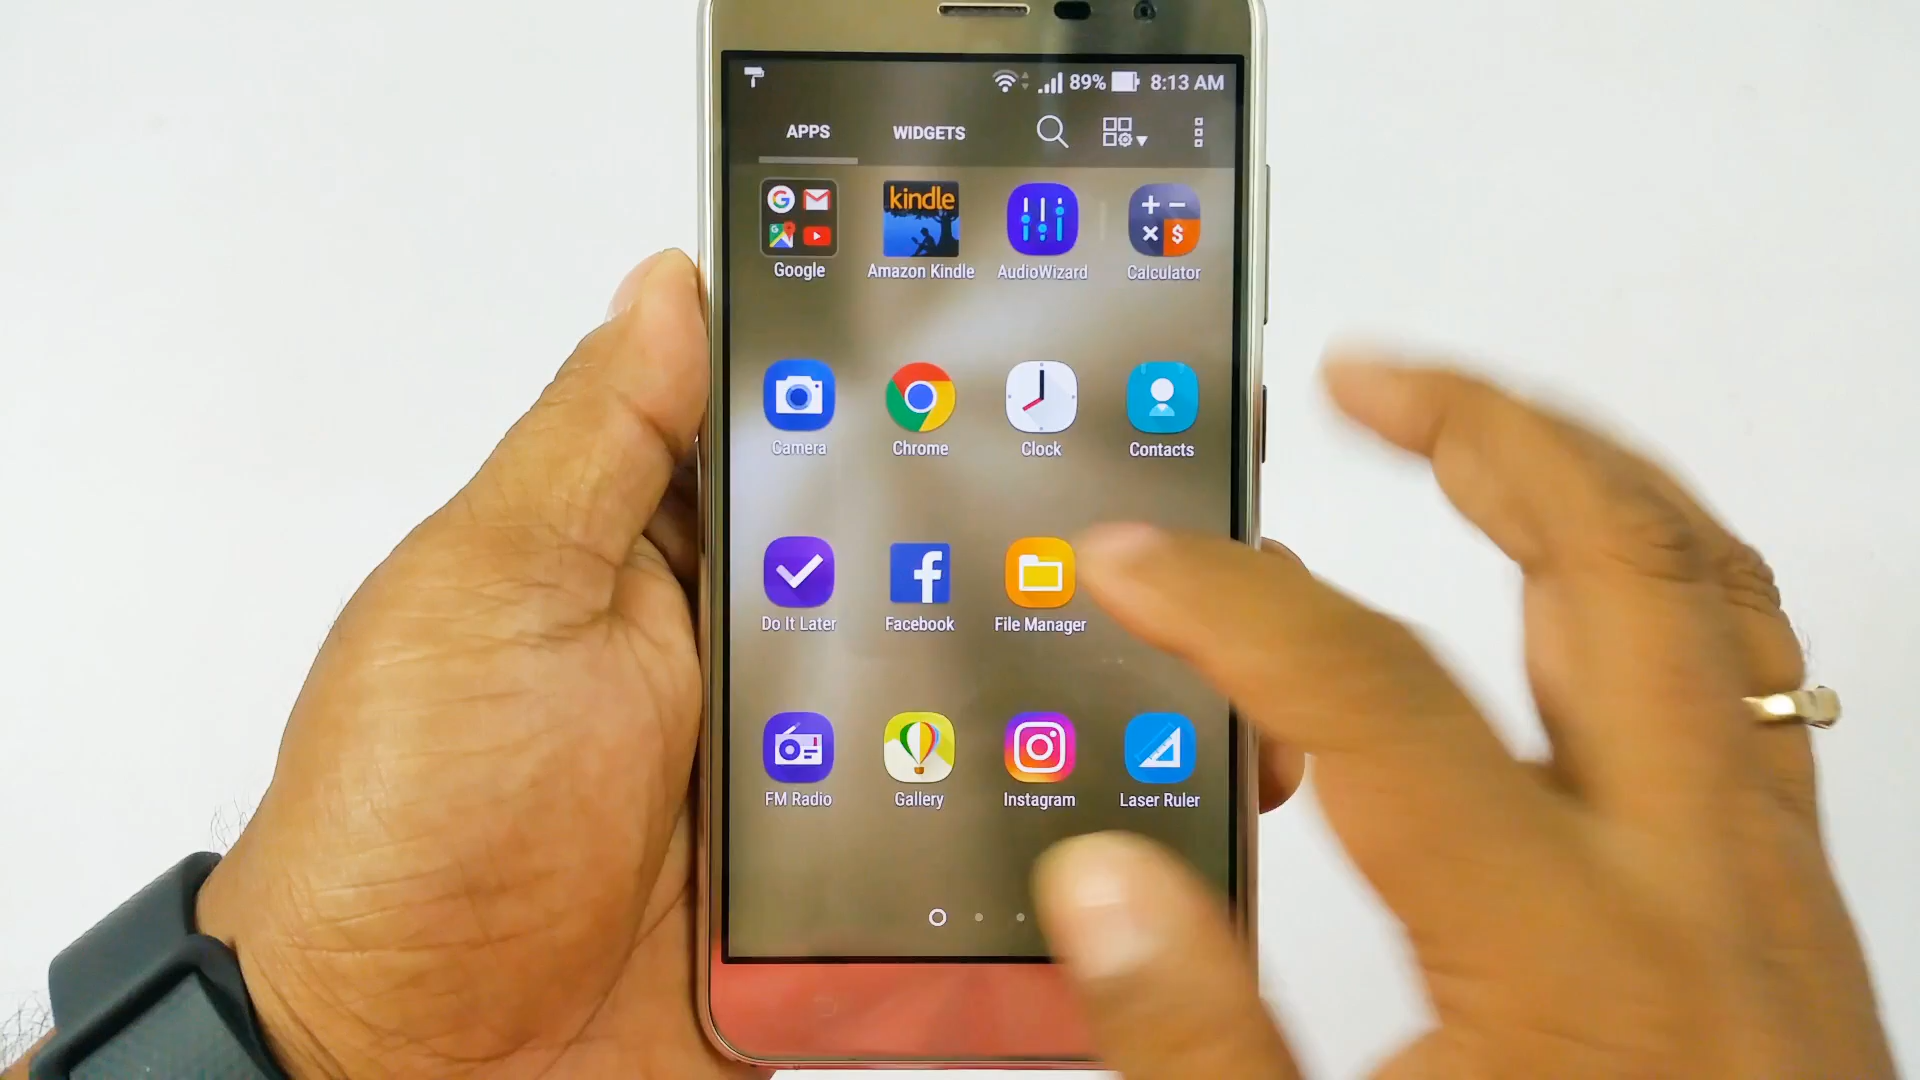 89% 8:13 AM
APPS WIDGETS
kindle
Google Amazon Kindle AudioWizard Calculator
Camera Chrome Clock Contacts
Do It Later Facebook File Manager
FM Radio Gallery Instagram Laser Ruler